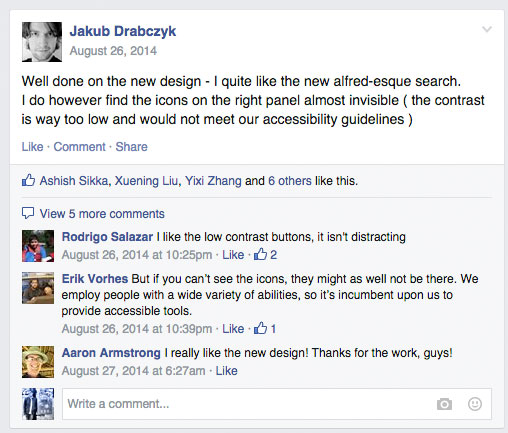 Jakub Drabczyk
August 26, 2014
Well done on the new design - I quite like the new alfred-esque search.
I do however find the icons on the right panel almost invisible ( the contrast
is way too low and would not meet our accessibility guidelines )
Like · Comment · Share
Ashish Sikka, Xuening Liu, Yixi Zhang and 6 others like this.
View 5 more comments
Rodrigo Salazar I like the low contrast buttons, it isn't distracting
August 26, 2014 at 10:25pm · Like · 2
Erik Vorhes But if you can't see the icons, they might as well not be there. We
employ people with a wide variety of abilities, so it's incumbent upon us to
provide accessible tools.
August 26, 2014 at 10:39pm · Like · 1
Aaron Armstrong I really like the new design! Thanks for the work, guys!
August 27, 2014 at 6:27am · Like
Write a comment...